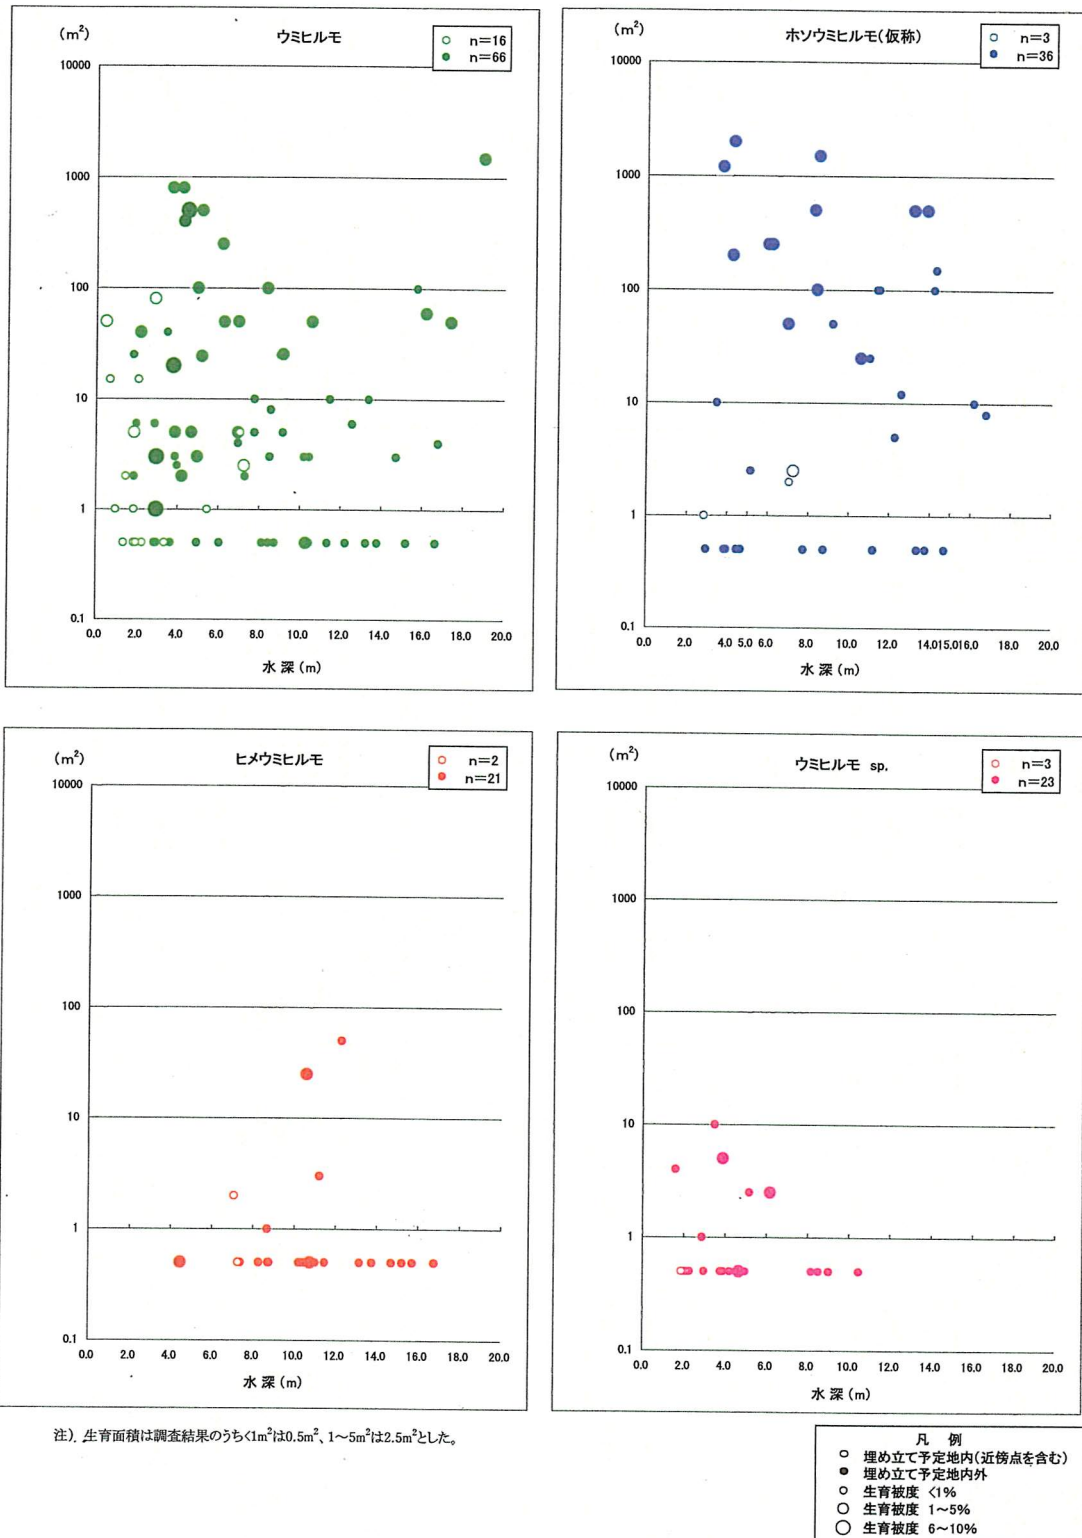 (m²)
ウミヒルモ
n=16
n=66
10000
1000
100
10
1
0.1
0.0 2.0 4.0 6.0 8.0 10.0 12.0 14.0 16.0 18.0 20.0
水 深 (m)
(m²)
ホソウミヒルモ(仮称)
n=3
n=36
10000
1000
100
10
1
0.1
0.0 2.0 4.0 5.0 6.0 8.0 10.0 12.0 14.015.016.0 20.0
水 深 (m)
(m²)
ヒメウミヒルモ
n=2
n=21
10000
1000
100
10
1
0.1
0.0 2.0 4.0 6.0 8.0 10.0 12.0 14.0 16.0 18.0 20.0
水 深 (m)
(m²)
ウミヒルモ sp.
n=3
n=23
10000
1000
100
10
1
0.1
0.0 2.0 4.0 6.0 8.0 10.0 12.0 14.0 16.0 18.0 20.0
水 深 (m)
注). 生育面積は調査結果のうち<1m²は0.5m²、1～5m²は2.5m²とした。
凡 例
埋め立て予定地内(近傍点を含む)
埋め立て予定地内外
生育被度 <1%
生育被度 1～5%
生育被度 6～10%